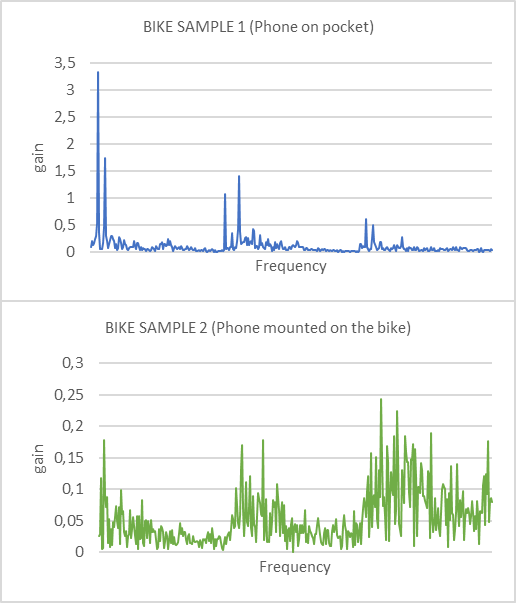 BIKE SAMPLE 1 (Phone on pocket)
3,5
3
2,5
2
1,5
1
0,5
0
gain
Frequency
BIKE SAMPLE 2 (Phone mounted on the bike)
0,3
0,25
0,2
0,15
0,1
0,05
0
gain
Frequency